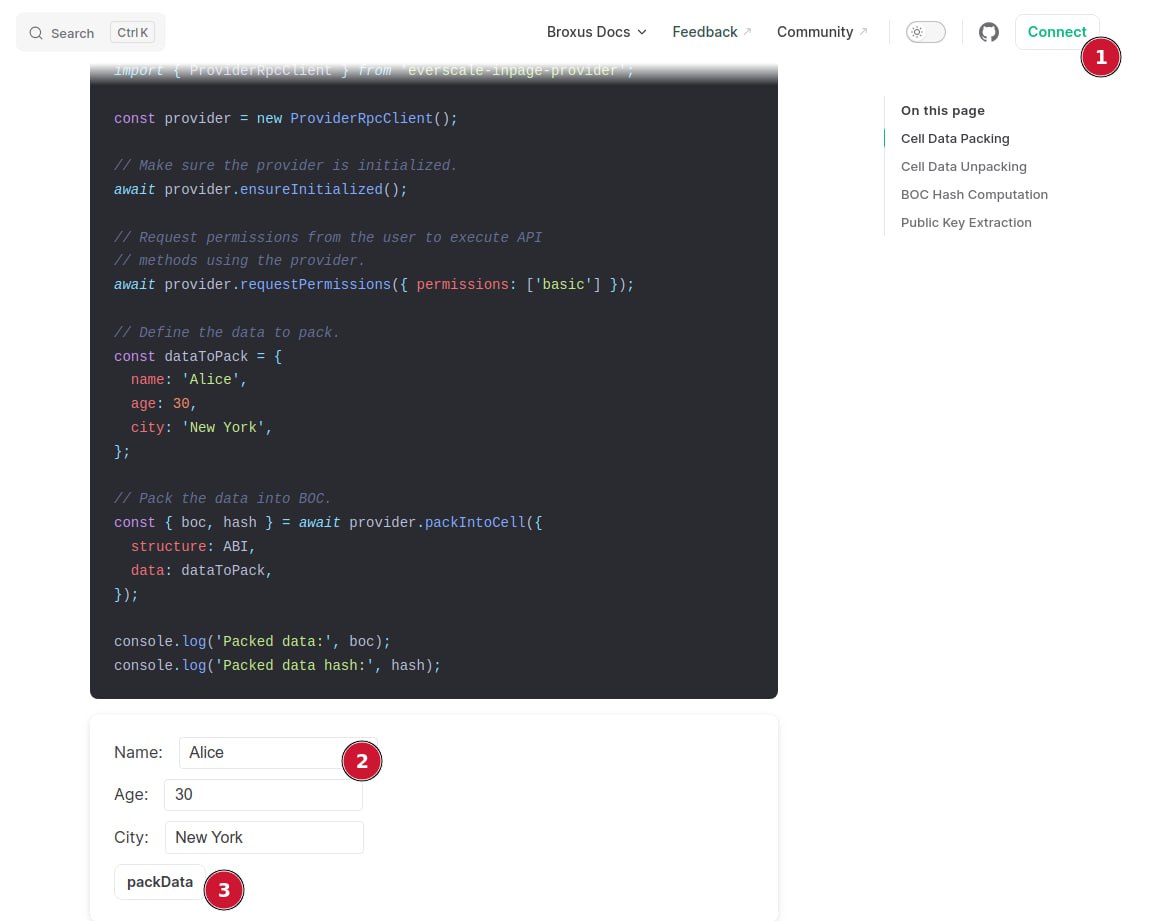 Search Ctrl K Broxus Docs Feedback Community Connect
1
import { ProviderRpcClient } from 'everscale-inpage-provider';
const provider = new ProviderRpcClient();
// Make sure the provider is initialized.
await provider.ensureInitialized();
// Request permissions from the user to execute API
// methods using the provider.
await provider.requestPermissions({ permissions: ['basic'] });
// Define the data to pack.
const dataToPack = {
name: 'Alice',
age: 30,
city: 'New York',
};
// Pack the data into BOC.
const { boc, hash } = await provider.packIntoCell({
structure: ABI,
data: dataToPack,
});
console.log('Packed data:', boc);
console.log('Packed data hash:', hash);
On this page
Cell Data Packing
Cell Data Unpacking
BOC Hash Computation
Public Key Extraction
Name: Alice
2
Age: 30
City: New York
packData
3